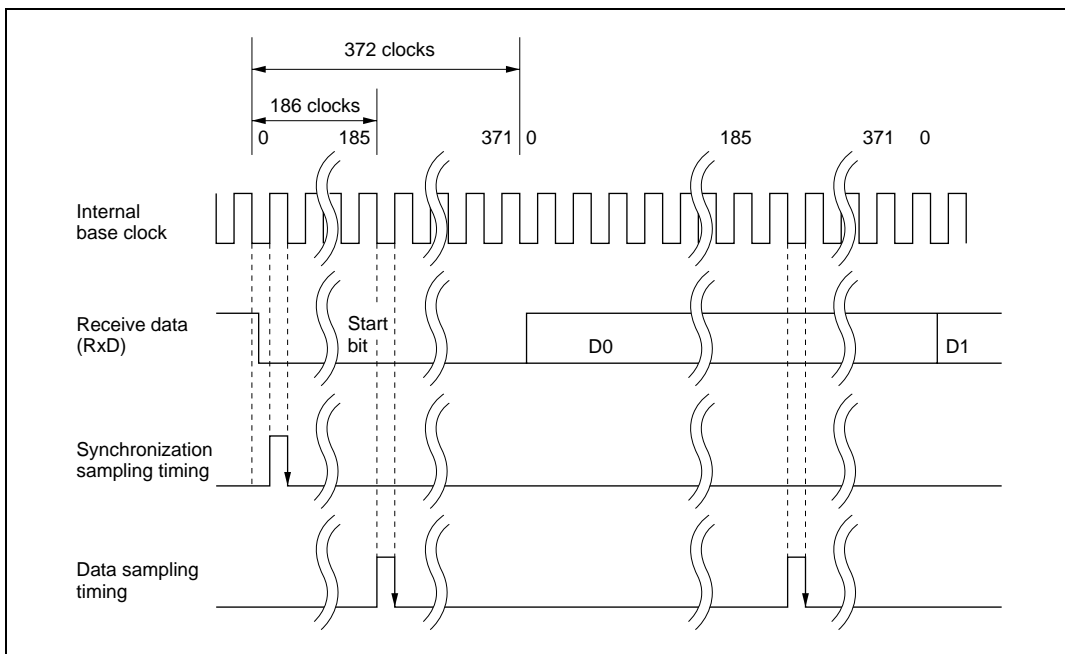 372 clocks
186 clocks
0 185 371 0 185 371 0
Internal
base clock
Receive data
(RxD)
Start
bit
D0 D1
Synchronization
sampling timing
Data sampling
timing